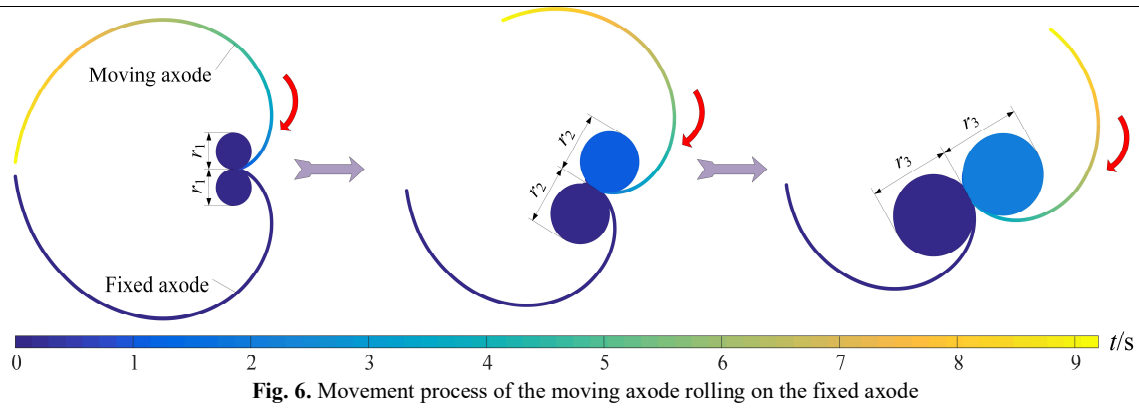 Moving axode
r1
r1
Fixed axode
r2
r2
r3
r3
0 1 2 3 4 5 6 7 8 9 t/s
Fig. 6. Movement process of the moving axode rolling on the fixed axode